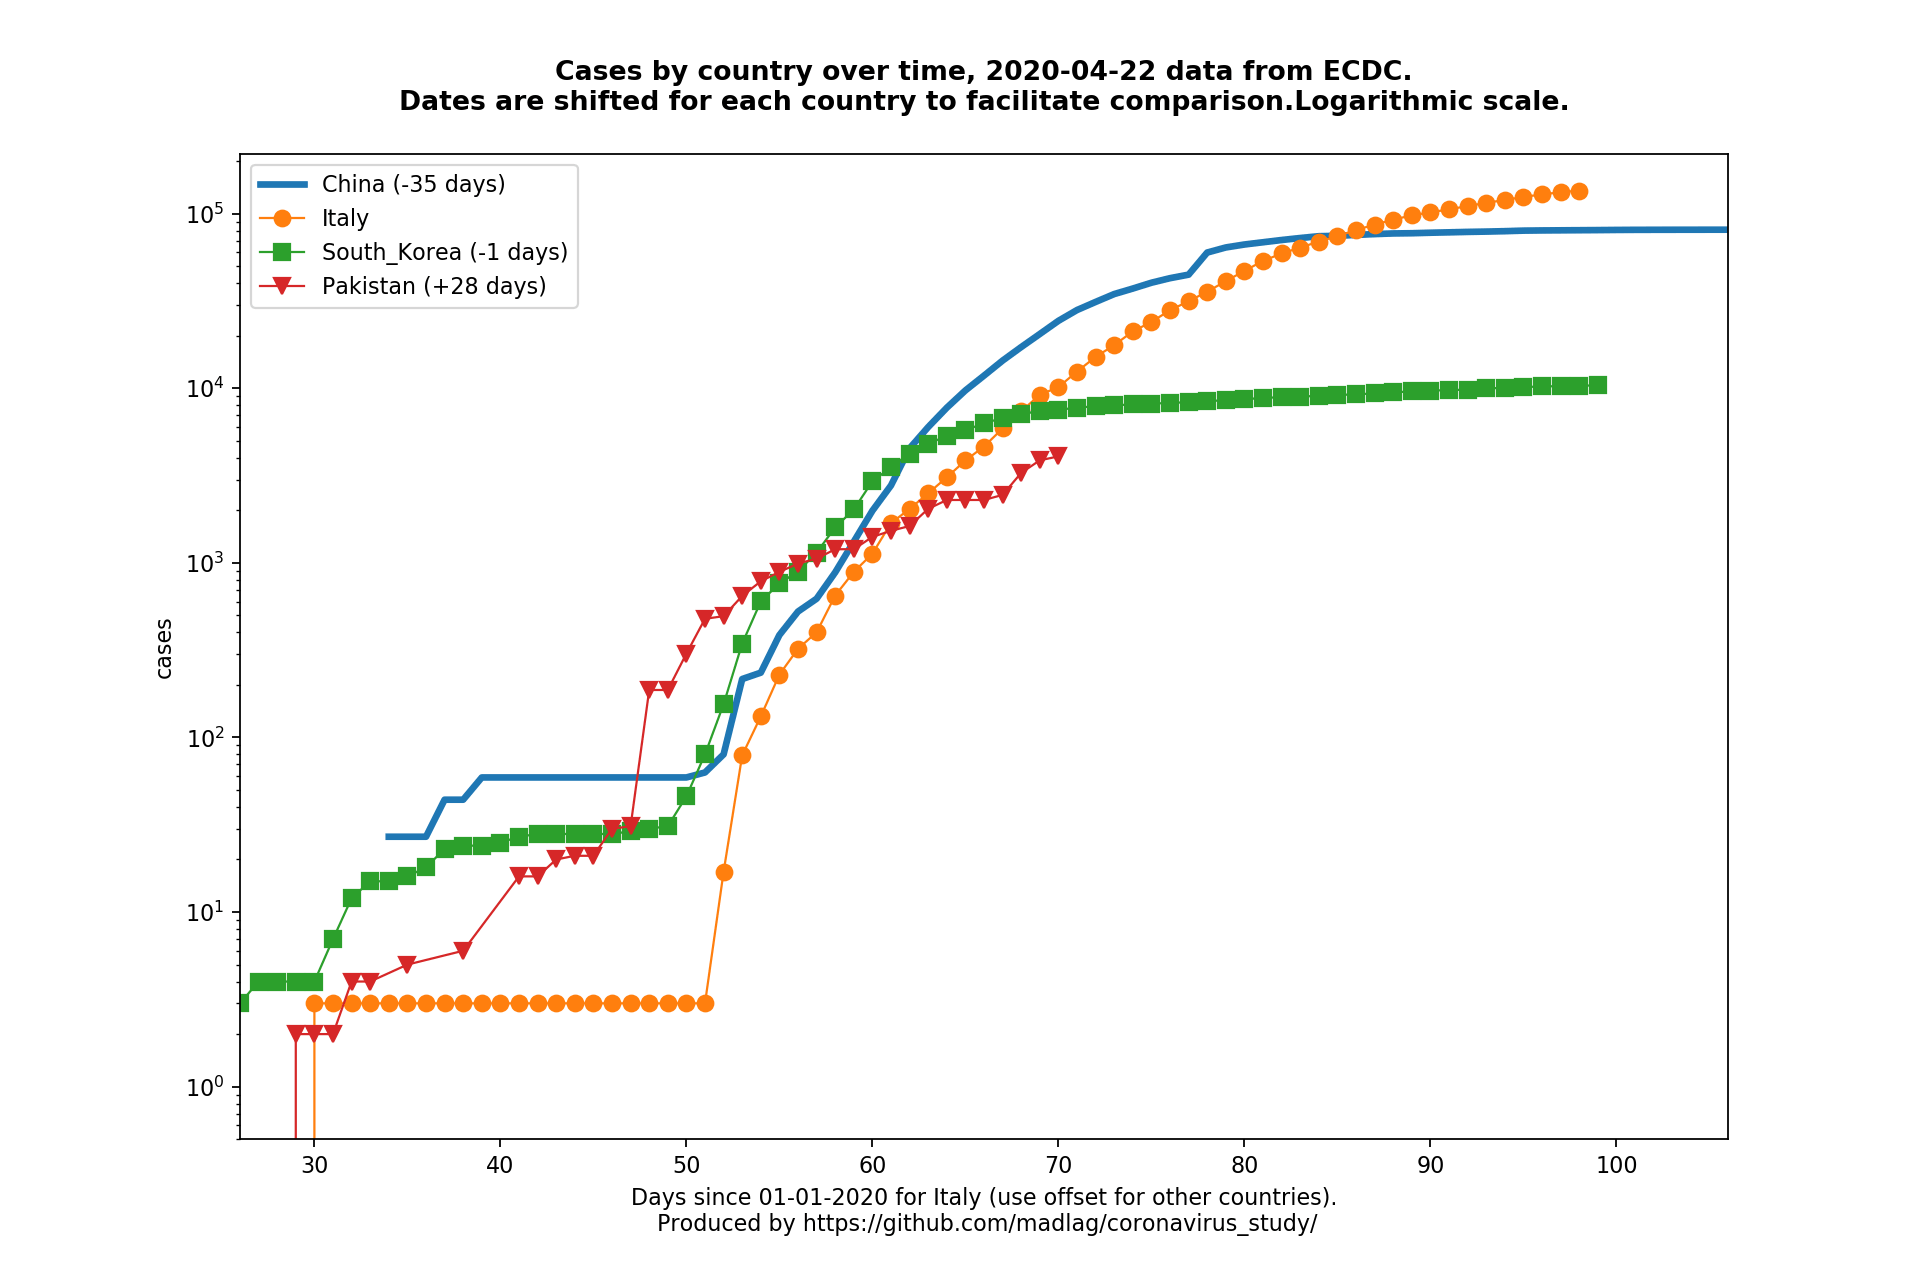 Cases by country over time, 2020-04-22 data from ECDC.
Dates are shifted for each country to facilitate comparison.Logarithmic scale.
China (-35 days)
Italy
South_Korea (-1 days)
Pakistan (+28 days)
10^5
10^4
10^3
10^2
10^1
10^0
cases
30 40 50 60 70 80 90 100
Days since 01-01-2020 for Italy (use offset for other countries).
Produced by https://github.com/madlag/coronavirus_study/